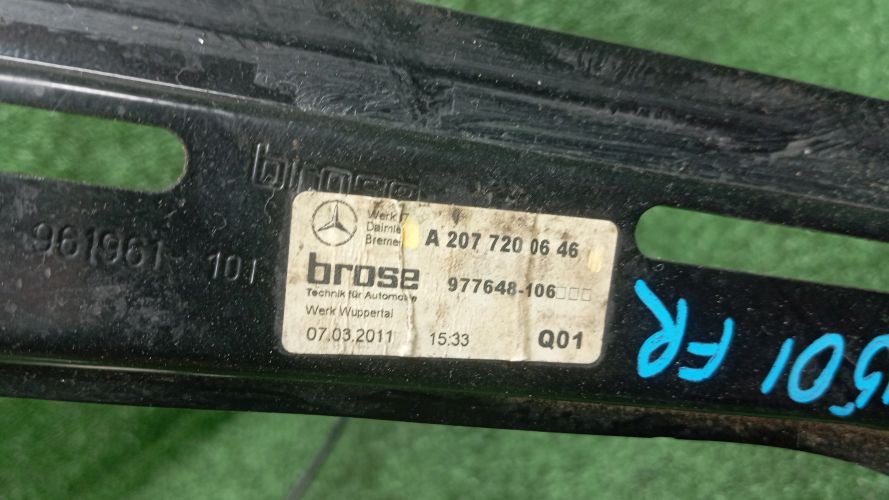 brose
961961 101
Werk 7
Daimler
Bremen
A 207 720 06 46
brose
977648-106□□□
Technik für Automobile
Werk Wuppertal
07.03.2011 15:33 Q01
501 FR